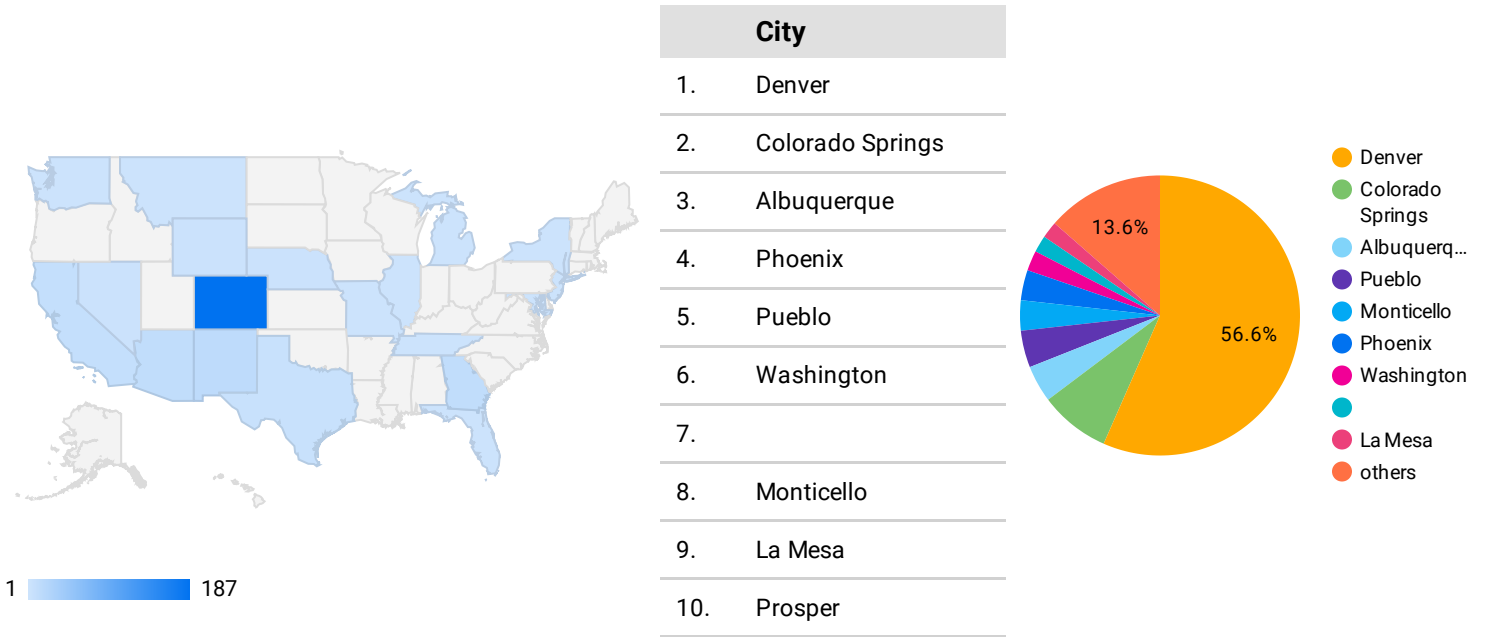 1
187
City
1. Denver
2. Colorado Springs
3. Albuquerque
4. Phoenix
5. Pueblo
6. Washington
7.
8. Monticello
9. La Mesa
10. Prosper
13.6%
56.6%
Denver
Colorado
Springs
Albuquerq...
Pueblo
Monticello
Phoenix
Washington
La Mesa
others